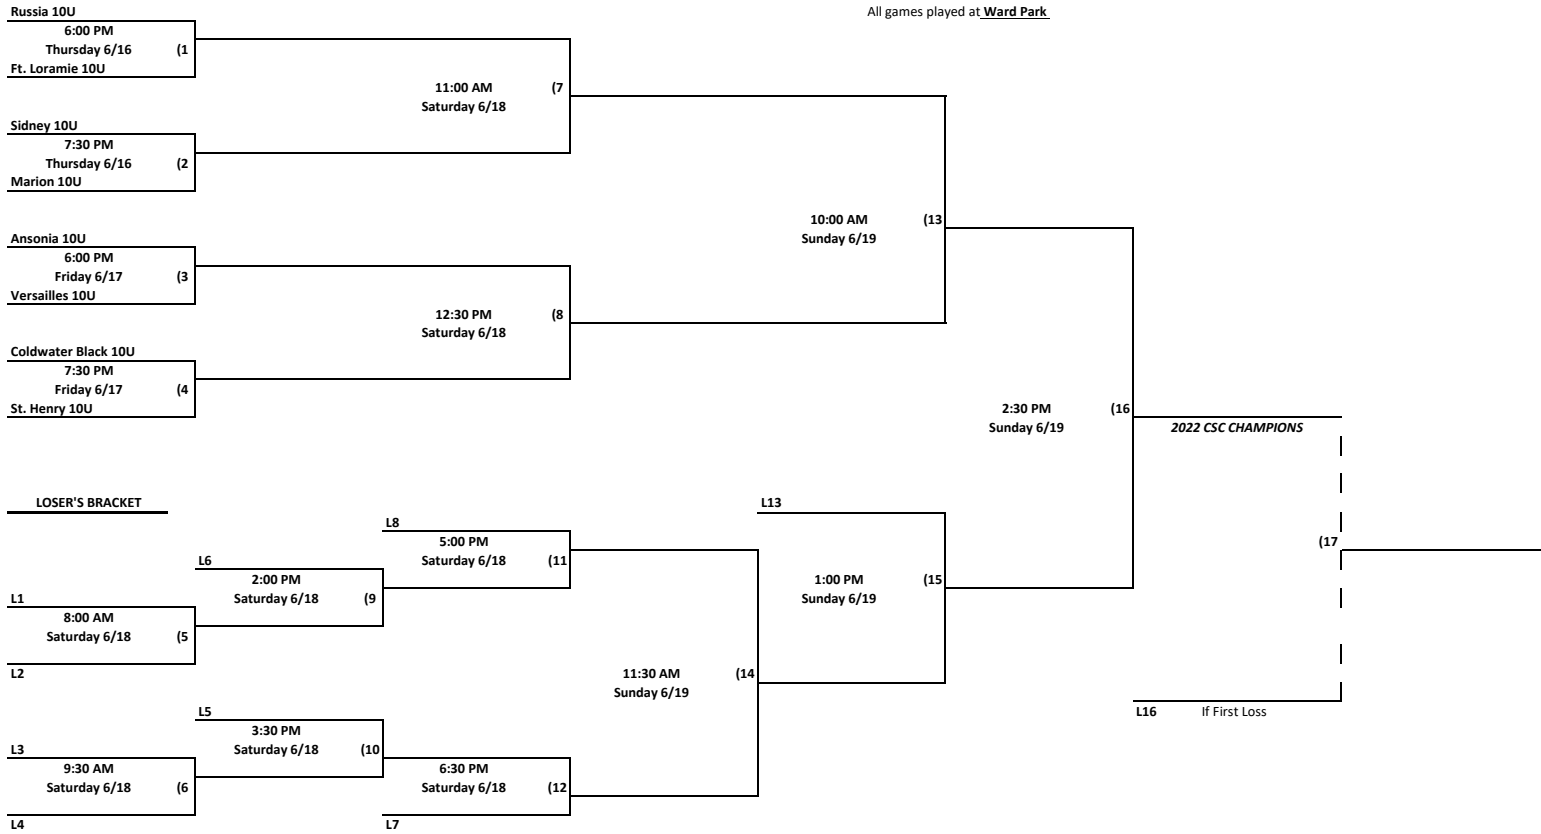 Russia 10U
All games played at Ward Park
6:00 PM
Thursday 6/16 (1
Ft. Loramie 10U
11:00 AM (7
Saturday 6/18
Sidney 10U
7:30 PM
Thursday 6/16 (2
Marion 10U
10:00 AM (13
Sunday 6/19
Ansonia 10U
6:00 PM
Friday 6/17 (3
Versailles 10U
12:30 PM (8
Saturday 6/18
Coldwater Black 10U
7:30 PM
Friday 6/17 (4
St. Henry 10U
2:30 PM (16
Sunday 6/19
2022 CSC CHAMPIONS
LOSER'S BRACKET
L13
L8
5:00 PM
Saturday 6/18 (11
(17
L6
2:00 PM
Saturday 6/18 (9
1:00 PM (15
Sunday 6/19
L1
8:00 AM
Saturday 6/18 (5
L2
11:30 AM (14
Sunday 6/19
L16 If First Loss
L5
3:30 PM
Saturday 6/18 (10
L3
9:30 AM
Saturday 6/18 (6
L4
6:30 PM
Saturday 6/18 (12
L7